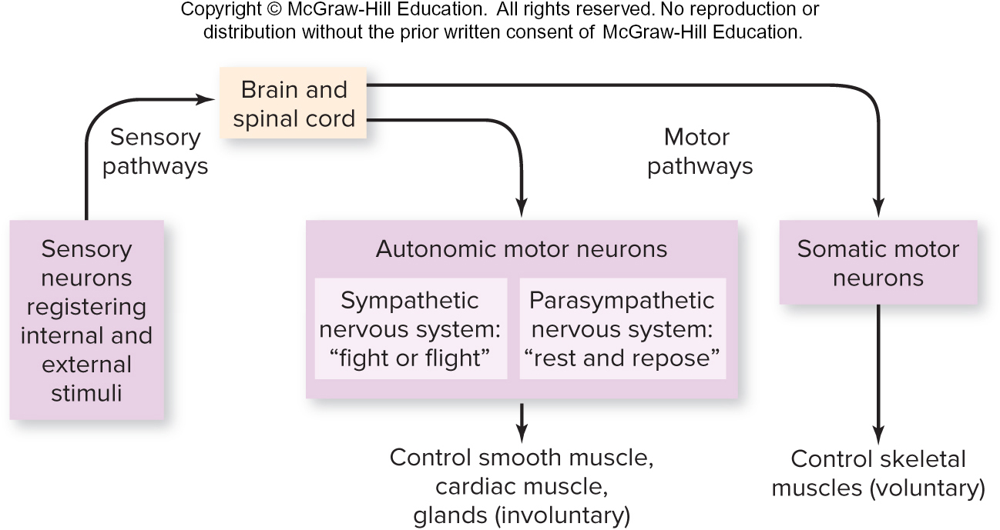 Copyright © McGraw-Hill Education. All rights reserved. No reproduction or
distribution without the prior written consent of McGraw-Hill Education.
Brain and
spinal cord
Sensory
pathways
Motor
pathways
Sensory
neurons
registering
internal and
external
stimuli
Autonomic motor neurons
Sympathetic
nervous system:
“fight or flight”
Parasympathetic
nervous system:
“rest and repose”
Somatic motor
neurons
Control smooth muscle,
cardiac muscle,
glands (involuntary)
Control skeletal
muscles (voluntary)